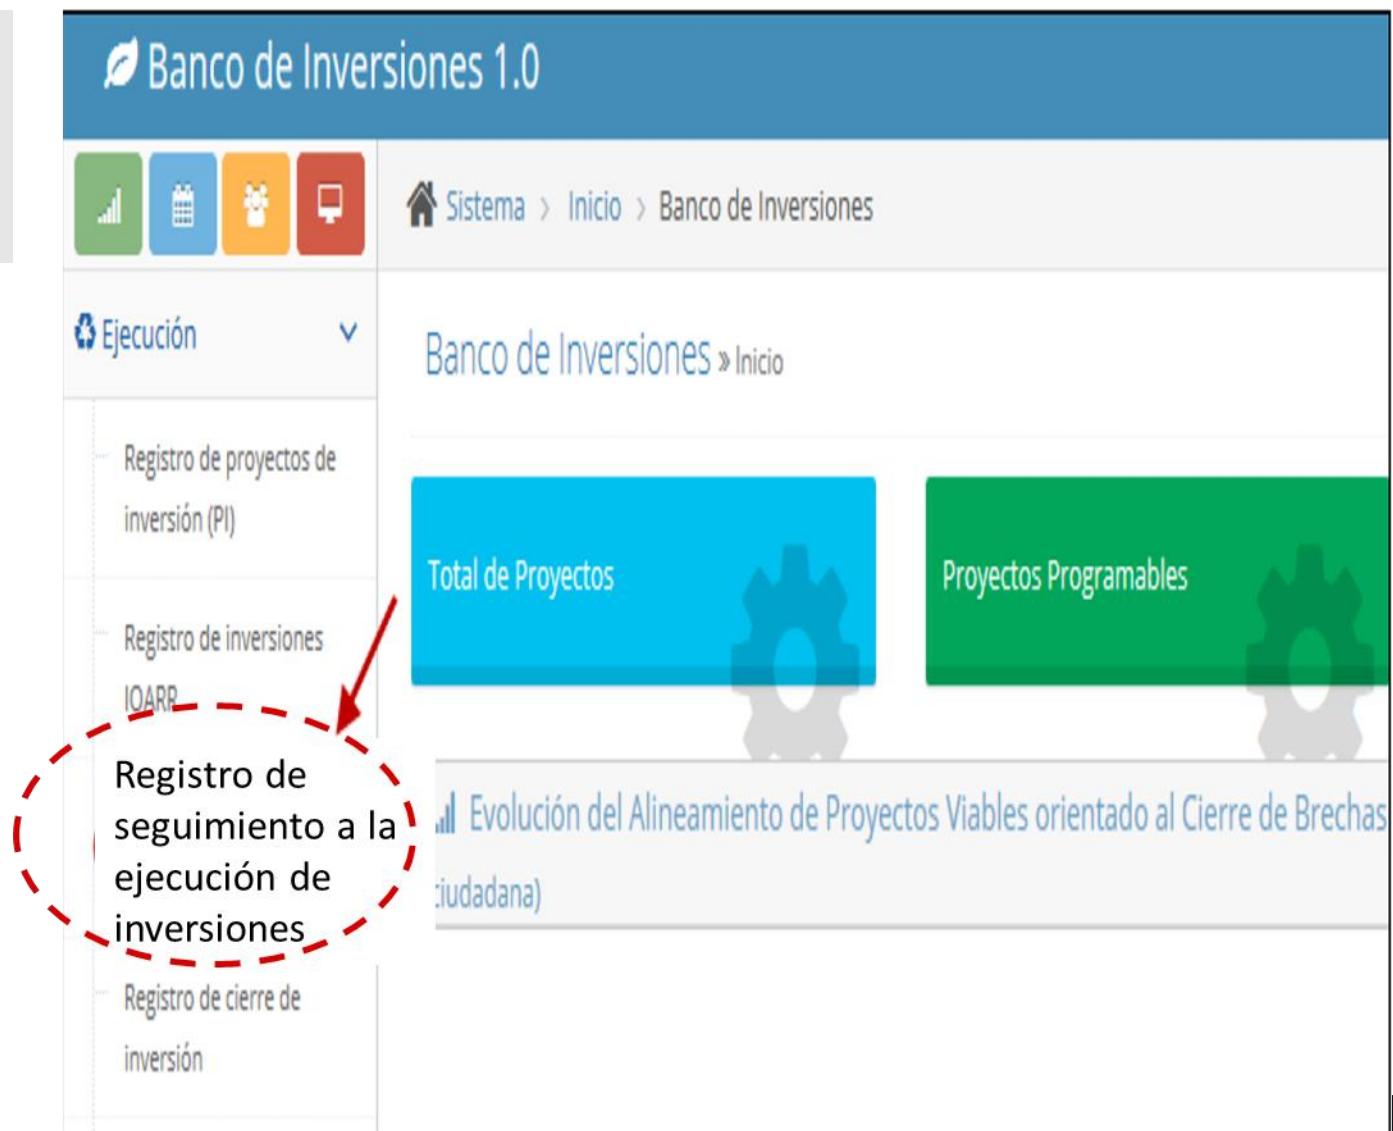 Banco de Inversiones 1.0
Sistema > Inicio > Banco de Inversiones
Ejecución
Banco de Inversiones » Inicio
Registro de proyectos de
inversión (PI)
Total de Proyectos
Proyectos Programables
Registro de inversiones
IOARR
Registro de
seguimiento a la
ejecución de
inversiones
Evolución del Alineamiento de Proyectos Viables orientado al Cierre de Brechas
ciudadana)
Registro de cierre de
inversión